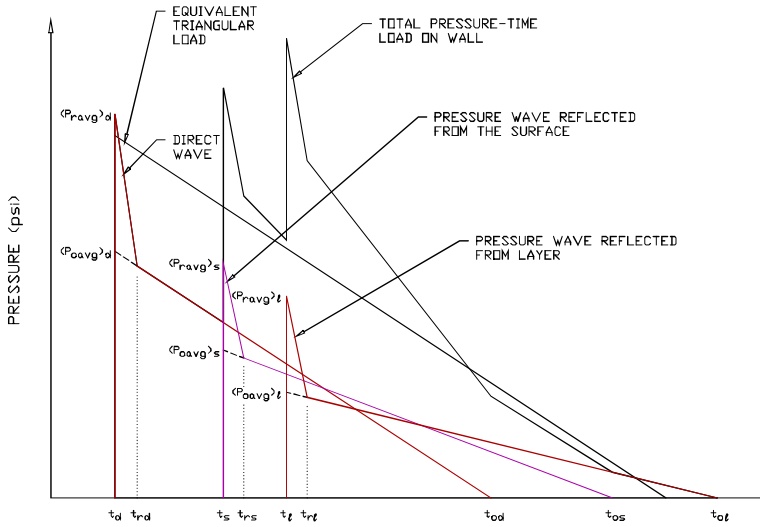 EQUIVALENT
TRIANGULAR
LOAD
TOTAL PRESSURE-TIME
LOAD ON WALL
(Pravg)d
DIRECT
WAVE
PRESSURE WAVE REFLECTED
FROM THE SURFACE
PRESSURE (psi)
(Poavg)d
(Pravg)s
PRESSURE WAVE REFLECTED
FROM LAYER
(Pravg)l
(Poavg)s
(Poavg)l
td trd ts trs tl trl tod tos tol